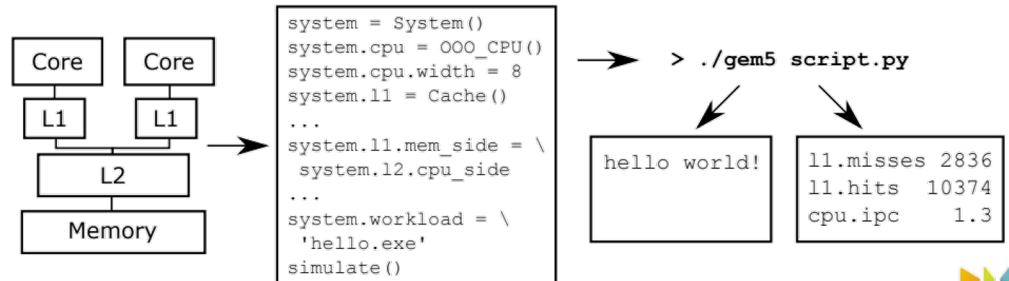 Core
Core
L1
L1
L2
Memory
system = System()
system.cpu = OOO_CPU()
system.cpu.width = 8
system.l1 = Cache()
...
system.l1.mem_side = \
system.l2.cpu_side
...
system.workload = \
'hello.exe'
simulate()
> ./gem5 script.py
hello world!
l1.misses 2836
l1.hits 10374
cpu.ipc 1.3